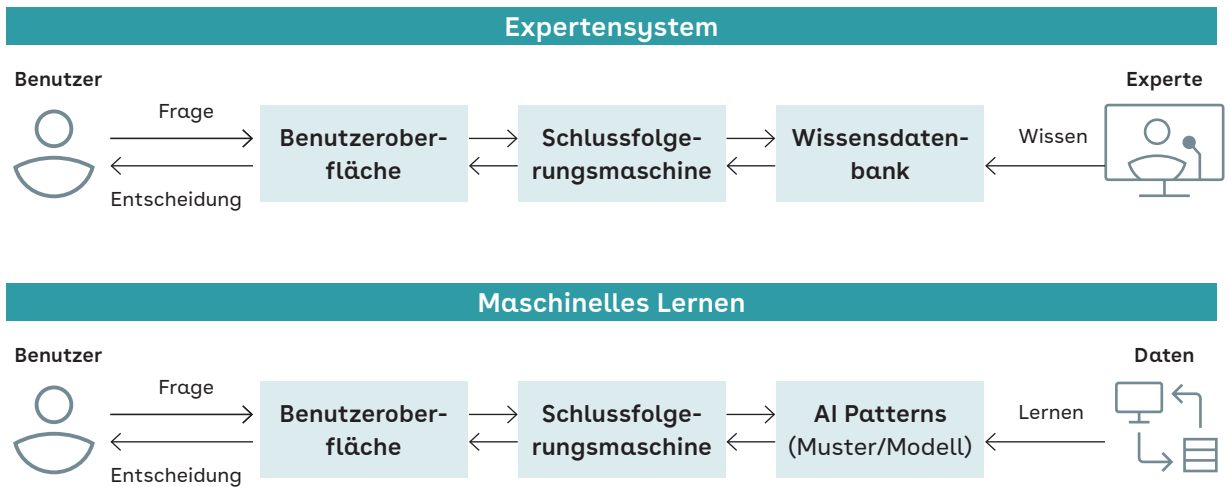 Expertensystem
Benutzer
Experte
Frage
Entscheidung
Benutzerober-
fläche
Schlussfolge-
rungsmaschine
Wissensdaten-
bank
Wissen
Maschinelles Lernen
Benutzer
Daten
Frage
Entscheidung
Benutzerober-
fläche
Schlussfolge-
rungsmaschine
AI Patterns
(Muster/Modell)
Lernen